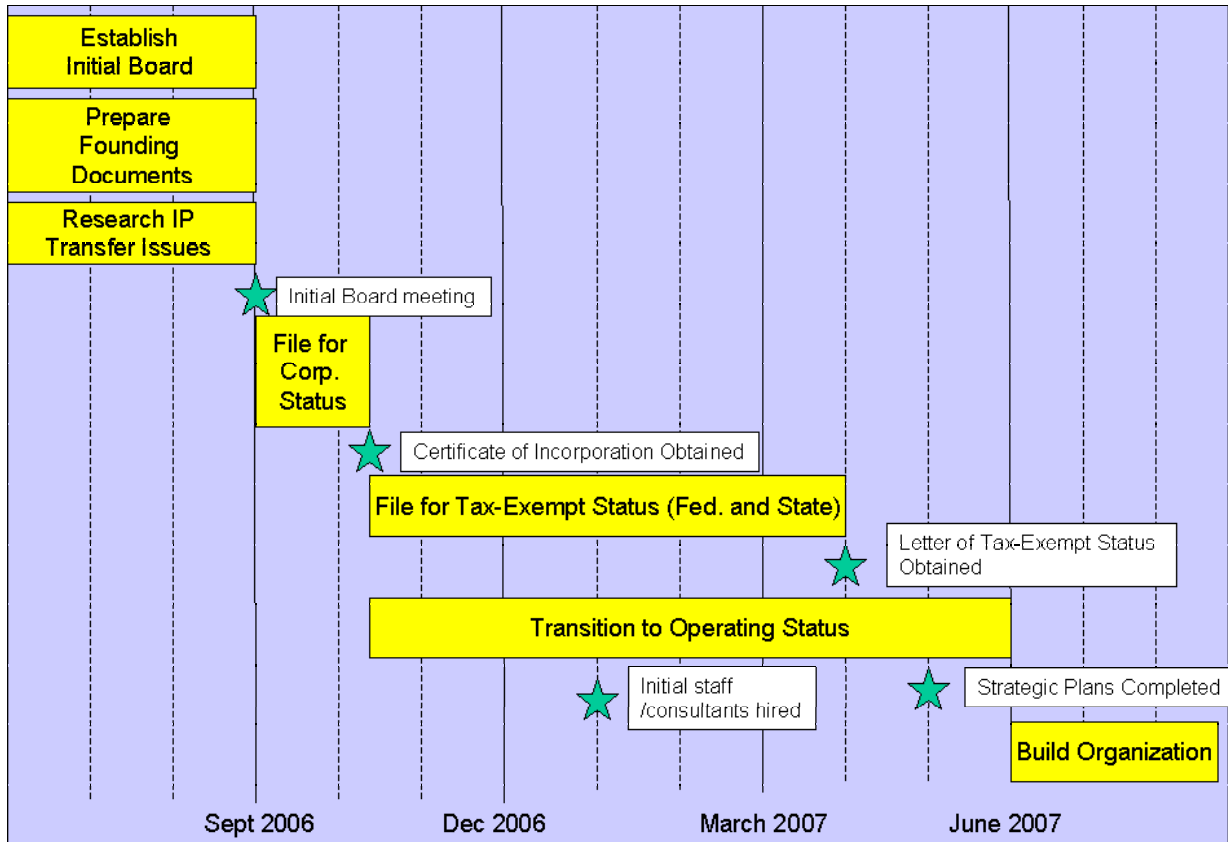 Establish
Initial Board
Prepare
Founding
Documents
Research IP
Transfer Issues
Initial Board meeting
File for
Corp.
Status
Certificate of Incorporation Obtained
File for Tax-Exempt Status (Fed. and State)
Letter of Tax-Exempt Status
Obtained
Transition to Operating Status
Initial staff
/consultants hired
Strategic Plans Completed
Build Organization
Sept 2006
Dec 2006
March 2007
June 2007